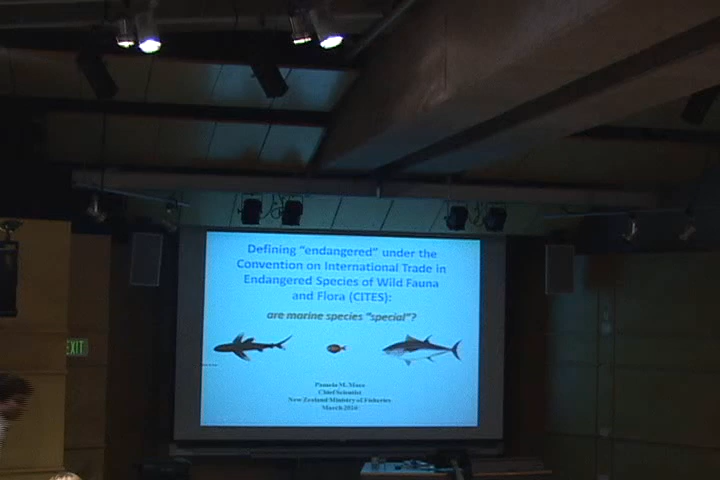 Defining "endangered" under the
Convention on International Trade in
Endangered Species of Wild Fauna
and Flora (CITES):
are marine species "special"?
Pamela M. Mace
Chief Scientist
New Zealand Ministry of Fisheries
March 2010
EXIT